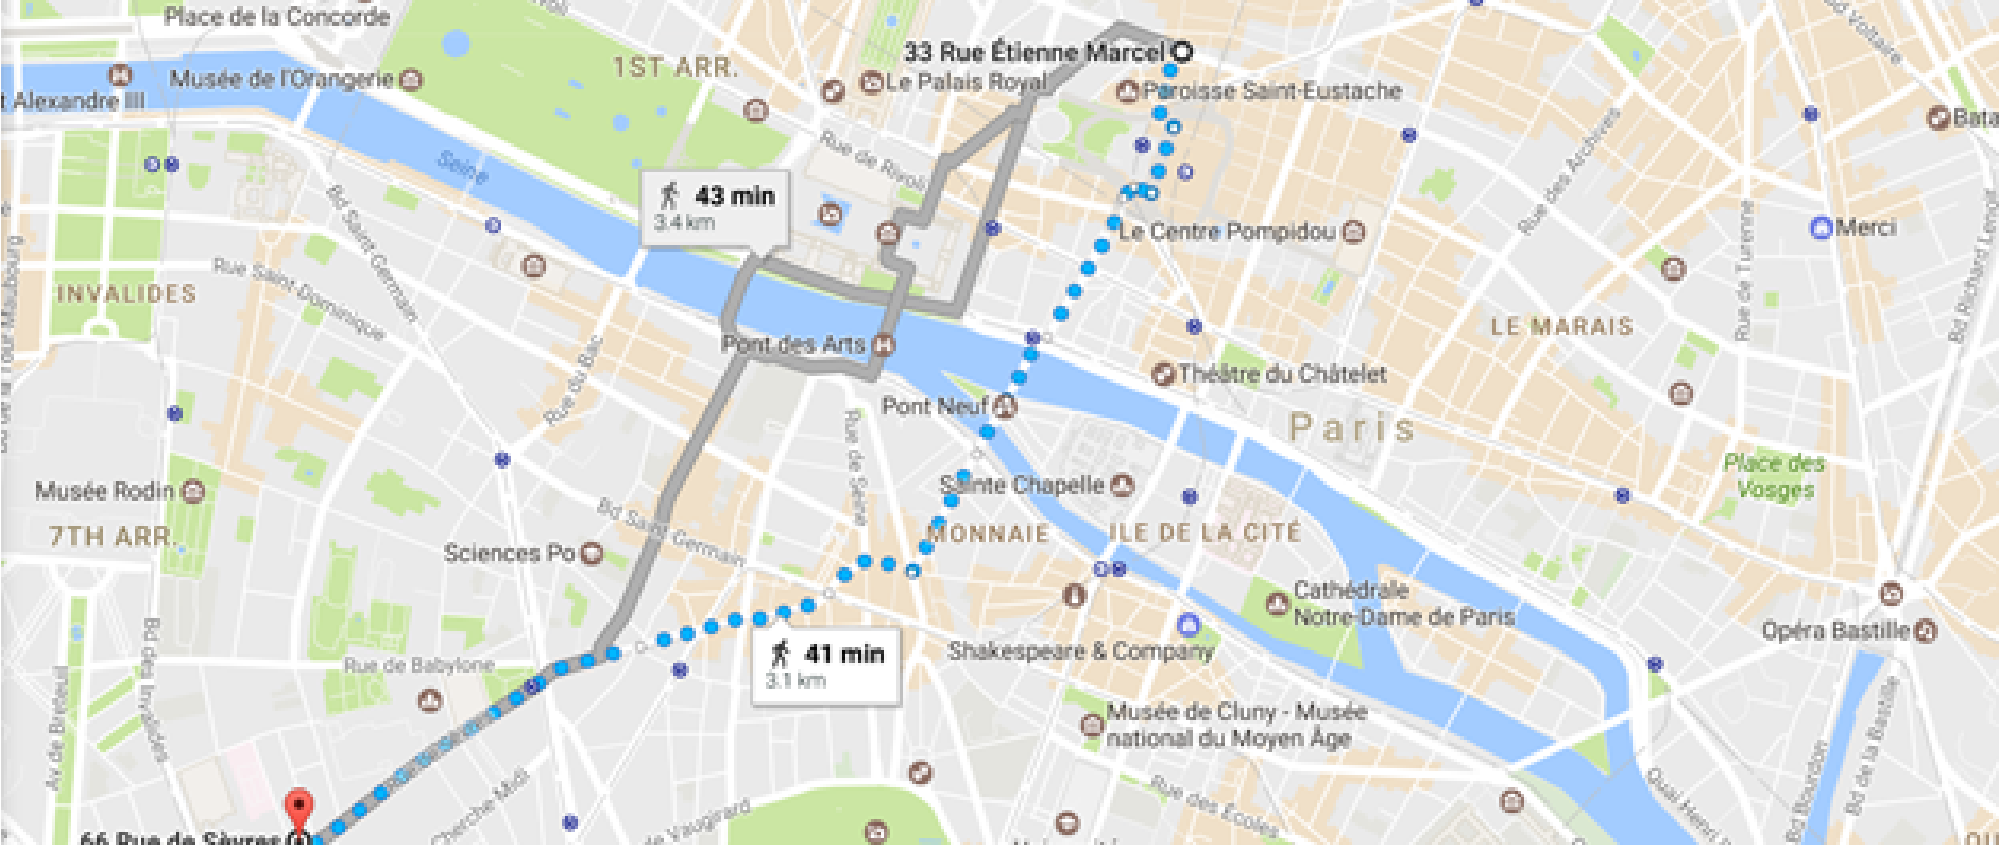 Place de la Concorde
Musée de l'Orangerie
t Alexandre III
1ST ARR.
33 Rue Étienne Marcel
Le Palais Royal
Paroisse Saint-Eustache
Bd Voltaire
Bata
Rue de Rivoli
Seine
43 min
3.4 km
Bd Saint Germain
Rue Saint-Dominique
INVALIDES
Le Centre Pompidou
Rue des Archives
Rue de Turenne
Merci
Bd Richard Lenoir
LE MARAIS
Rue du Bac
Pont des Arts
Théâtre du Châtelet
Pont Neuf
Paris
Rue de Seine
Place des
Vosges
Musée Rodin
7TH ARR.
Sainte Chapelle
Bd Saint Germain
MONNAIE
ILE DE LA CITÉ
Sciences Po
Cathédrale
Notre-Dame de Paris
Opéra Bastille
41 min
3.1 km
Shakespeare & Company
Rue de Babylone
Bd des Invalides
Av de Breteuil
Musée de Cluny - Musée
national du Moyen Âge
Cherche Midi
de Vaugirard
Rue des Écoles
Quai Henri
Bd Bourdon
Bd de la Bastille
66 Rue de Sèvres